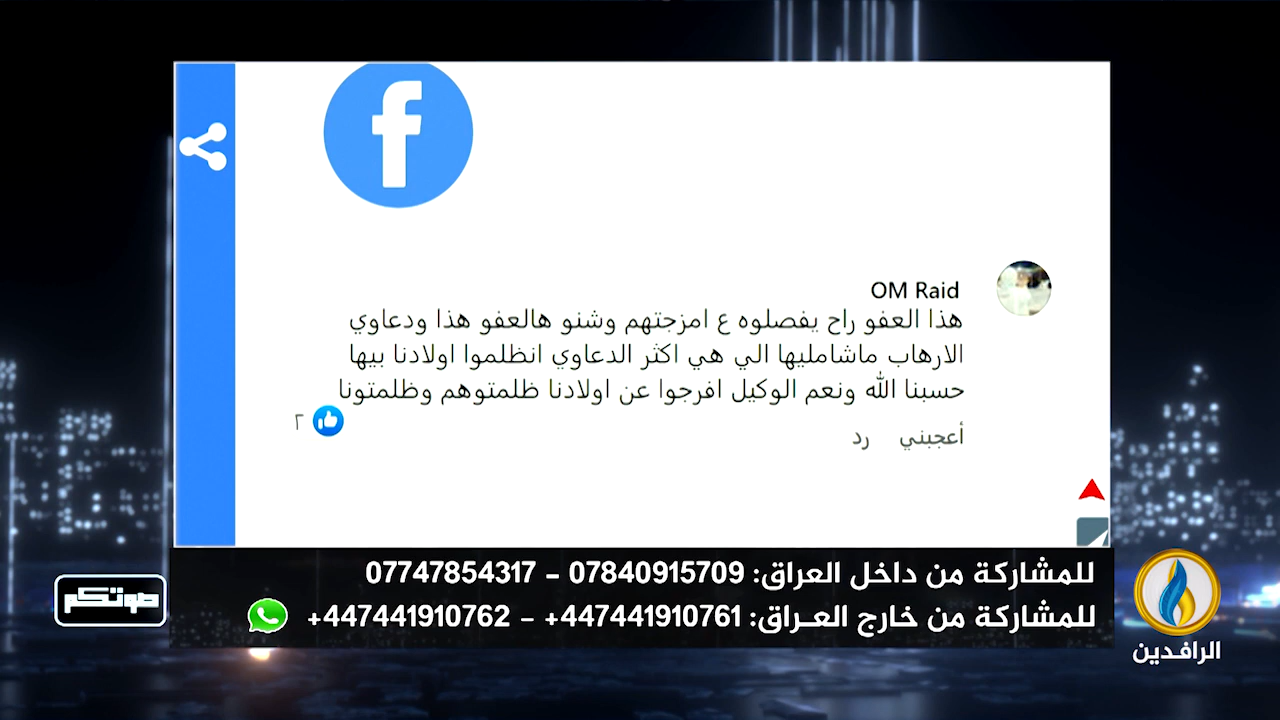 OM Raid
هذا العفو راح يفصلوه ع امزجتهم وشنو هالعفو هذا ودعاوي
الارهاب ماشامليها الي هي اكثر الدعاوي انظلموا اولادنا بيها
حسبنا الله ونعم الوكيل افرجوا عن اولادنا ظلمتوهم وظلمتونا
٢
أعجبني رد
للمشاركة من داخل العراق: 07840915709 - 07747854317
للمشاركة من خارج العـراق: 447441910761+ - 447441910762+
صوتكم
الرافدين